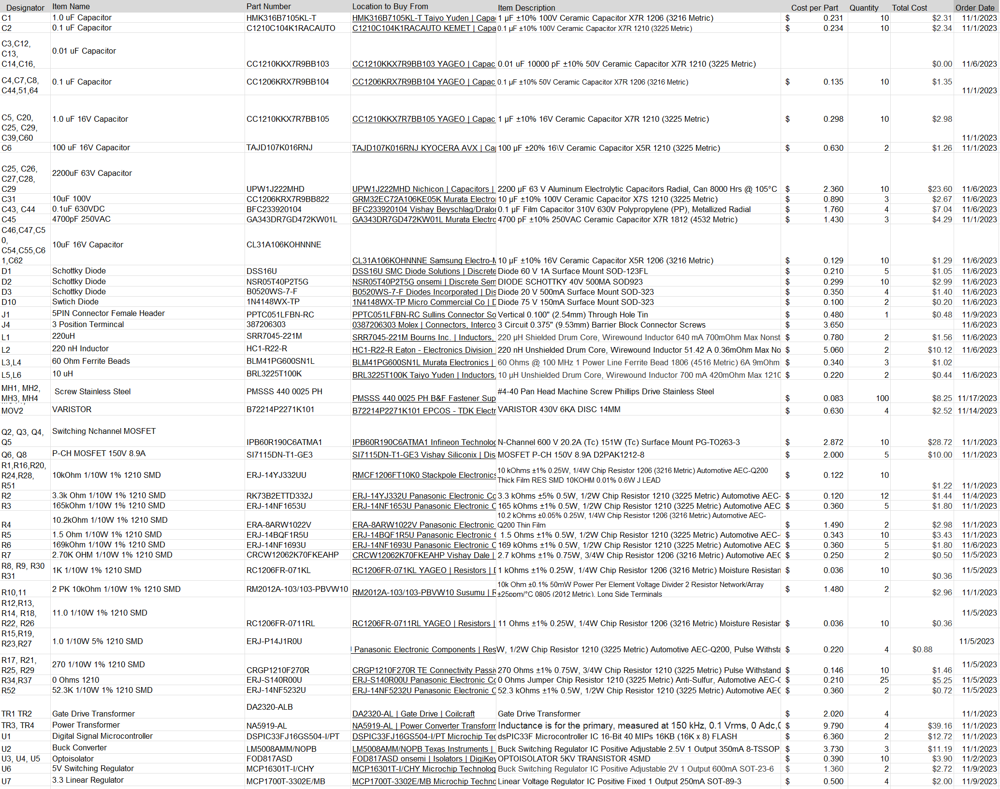 Designator Item Name Part Number Location to Buy From Item Description Cost per Part Quantity Total Cost Order Date
C1 1.0 uF Capacitor HMK316B7105KL-T HMK316B7105KL-T Taiyo Yuden | Capac 1 µF ±10% 100V Ceramic Capacitor X7R 1206 (3216 Metric) $ 0.231 10 $2.31 11/1/2023
C2 0.1 uF Capacitor C1210C104K1RACAUTO C1210C104K1RACAUTO KEMET | Capa 0.1 µF ±10% 100V Ceramic Capacitor X7R 1210 (3225 Metric) $ 0.234 10 $2.34 11/1/2023
C3,C12,
C13,
C14,C16, 0.01 uF Capacitor CC1210KKX7R9BB103 CC1210KKX7R9BB103 YAGEO | Capac 0.01 uF 10000 pF ±10% 50V Ceramic Capacitor X7R 1210 (3225 Metric) $0.00 11/6/2023
C4,C7,C8,
C44,51,64 0.1 uF Capacitor CC1206KRX7R9BB104 CC1206KRX7R9BB104 YAGEO | Capac 0.1 µF ±10% 50V Ceramic Capacitor X7R 1206 (3216 Metric) $ 0.135 10 $1.35 11/1/2023
C5, C20,
C25, C29,
C39,C60 1.0 uF 16V Capacitor CC1210KKX7R7BB105 CC1210KKX7R7BB105 YAGEO | Capac 1 µF ±10% 16V Ceramic Capacitor X7R 1210 (3225 Metric) $ 0.298 10 $2.98 11/1/2023
C6 100 uF 16V Capacitor TAJD107K016RNJ TAJD107K016RNJ KYOCERA AVX | Ca 100 µF ±20% 16\V Ceramic Capacitor X5R 1210 (3225 Metric) $ 0.630 2 $1.26 11/1/2023
C25, C26,
C27,C28,
C29 2200uF 63V Capacitor UPW1J222MHD UPW1J222MHD Nichicon | Capacitors | 2200 µF 63 V Aluminum Electrolytic Capacitors Radial, Can 8000 Hrs @ 105°C $ 2.360 10 $23.60 11/6/2023
C31 10uF 100V CC1206KRX7R9BB822 GRM32EC72A106KE05K Murata Electro 10 µF ±10% 100V Ceramic Capacitor X7S 1210 (3225 Metric) $ 0.890 3 $2.67 11/6/2023
C43, C44 0.1uF 630VDC BFC233920104 BFC233920104 Vishay Beyschlag/Dralo 0.1 µF Film Capacitor 310V 630V Polypropylene (PP), Metallized Radial $ 1.760 4 $7.04 11/6/2023
C45 4700pF 250VAC GA343DR7GD472KW01L GA343DR7GD472KW01L Murata Electro 4700 pF ±10% 250VAC Ceramic Capacitor X7R 1812 (4532 Metric) $ 1.430 3 $4.29 11/1/2023
C46,C47,C5
0,
C54,C55,C6
1,C62 10uF 16V Capacitor CL31A106KOHNNNE CL31A106KOHNNNE Samsung Electro-M 10 µF ±10% 16V Ceramic Capacitor X5R 1206 (3216 Metric) $ 0.129 10 $1.29 11/6/2023
D1 Schottky Diode DSS16U DSS16U SMC Diode Solutions | Discrete Diode 60 V 1A Surface Mount SOD-123FL $ 0.210 5 $1.05 11/6/2023
D2 Schottky Diode NSR05T40P2T5G NSR05T40P2T5G onsemi | Discrete Sem DIODE SCHOTTKY 40V 500MA SOD923 $ 0.299 10 $2.99 11/6/2023
D3 Schottky Diode B0520WS-7-F B0520WS-7-F Diodes Incorporated | Dis Diode 20 V 500mA Surface Mount SOD-323 $ 0.350 4 $1.40 11/6/2023
D10 Swtich Diode 1N4148WX-TP 1N4148WX-TP Micro Commercial Co | D Diode 75 V 150mA Surface Mount SOD-323 $ 0.100 2 $0.20 11/6/2023
J1 5PIN Connector Female Header PPTC051LFBN-RC PPTC051LFBN-RC Sullins Connector So Vertical 0.100" (2.54mm) Through Hole Tin $ 0.480 1 $0.48 11/9/2023
J4 3 Position Termincal 387206303 0387206303 Molex | Connectors, Interco 3 Circuit 0.375" (9.53mm) Barrier Block Connector Screws $ 3.650 11/6/2023
L1 220uH SRR7045-221M SRR7045-221M Bourns Inc. | Inductors, 220 µH Shielded Drum Core, Wirewound Inductor 640 mA 700mOhm Max Nonst $ 0.780 2 $1.56 11/6/2023
L2 220 nH Inductor HC1-R22-R HC1-R22-R Eaton - Electronics Division 220 nH Unshielded Drum Core, Wirewound Inductor 51.42 A 0.36mOhm Max No $ 5.060 2 $10.12 11/6/2023
L3,L4 60 Ohm Ferrite Beads BLM41PG600SN1L BLM41PG600SN1L Murata Electronics | 60 Ohms @ 100 MHz 1 Power Line Ferrite Bead 1806 (4516 Metric) 6A 9mOhm $ 0.340 3 $1.02
L5,L6 10 uH BRL3225T100K BRL3225T100K Taiyo Yuden | Inductors, 10 µH Unshielded Drum Core, Wirewound Inductor 700 mA 420mOhm Max 1210 $ 0.220 2 $0.44 11/6/2023
MH1, MH2,
MH3, MH4 Screw Stainless Steel PMSSS 440 0025 PH PMSSS 440 0025 PH B&F Fastener Sup #4-40 Pan Head Machine Screw Phillips Drive Stainless Steel $ 0.083 100 $8.25 11/17/2023
MOV2 VARISTOR B72214P2271K101 B72214P2271K101 EPCOS - TDK Electr VARISTOR 430V 6KA DISC 14MM $ 0.630 4 $2.52 11/14/2023
Q2, Q3, Q4,
Q5 Switching Nchannel MOSFET IPB60R190C6ATMA1 IPB60R190C6ATMA1 Infineon Technolog N-Channel 600 V 20.2A (Tc) 151W (Tc) Surface Mount PG-TO263-3 $ 2.872 10 $28.72 11/1/2023
Q6, Q8 P-CH MOSFET 150V 8.9A SI7115DN-T1-GE3 SI7115DN-T1-GE3 Vishay Siliconix | Dis MOSFET P-CH 150V 8.9A D2PAK1212-8 $ 2.000 5 $10.00 11/1/2023
R1,R16,R20,
R24,R28,
R51 10kOhm 1/10W 1% 1210 SMD ERJ-14YJ332UU RMCF1206FT10K0 Stackpole Electronics 10 kOhms ±1% 0.25W, 1/4W Chip Resistor 1206 (3216 Metric) Automotive AEC-Q200
Thick Film RES SMD 10KOHM 0.01% 0.6W J LEAD $ 0.122 10 $1.22 11/1/2023
R2 3.3k Ohm 1/10W 1% 1210 SMD RK73B2ETTD332J ERJ-14YJ332U Panasonic Electronic Co 3.3 kOhms ±5% 0.5W, 1/2W Chip Resistor 1210 (3225 Metric) Automotive AEC- $ 0.120 12 $1.44 11/4/2023
R3 165kOhm 1/10W 1% 1210 SMD ERJ-14NF1653U ERJ-14NF1653U Panasonic Electronic C 165 kOhms ±1% 0.5W, 1/2W Chip Resistor 1210 (3225 Metric) Automotive AEC $ 0.360 5 $1.80 11/1/2023
R4 10.2kOhm 1/10W 1% 1210 SMD ERA-8ARW1022V ERA-8ARW1022V Panasonic Electronic 10.2 kOhms ±0.05% 0.25W, 1/4W Chip Resistor 1206 (3216 Metric) Automotive AEC-
Q200 Thin Film $ 1.490 2 $2.98 11/1/2023
R5 1.5 Ohm 1/10W 1% 1210 SMD ERJ-14BQF1R5U ERJ-14BQF1R5U Panasonic Electronic C 1.5 Ohms ±1% 0.5W, 1/2W Chip Resistor 1210 (3225 Metric) Automotive AEC- $ 0.343 10 $3.43 11/1/2023
R6 169kOhm 1/10W 1% 1210 SMD ERJ-14NF1693U ERJ-14NF1693U Panasonic Electronic C 169 kOhms ±1% 0.5W, 1/2W Chip Resistor 1210 (3225 Metric) Automotive AEC $ 0.360 5 $1.80 11/6/2023
R7 2.70K OHM 1/10W 1% 1210 SMD CRCW12062K70FKEAHP CRCW12062K70FKEAHP Vishay Dale | 2.7 kOhms ±1% 0.75W, 3/4W Chip Resistor 1206 (3216 Metric) Automotive AEC $ 0.250 2 $0.50 11/5/2023
R8, R9, R30
R31 1K 1/10W 1% 1210 SMD RC1206FR-071KL RC1206FR-071KL YAGEO | Resistors | D 1 kOhms ±1% 0.25W, 1/4W Chip Resistor 1206 (3216 Metric) Moisture Resistan $ 0.036 10 $0.36 11/5/2023
R10,11 2 PK 10kOhm 1/10W 1% 1210 SMD RM2012A-103/103-PBVW10 RM2012A-103/103-PBVW10 Susumu | R 10k Ohm ±0.1% 50mW Power Per Element Voltage Divider 2 Resistor Network/Array
±25ppm/°C 0805 (2012 Metric), Long Side Terminals $ 1.480 2 $2.96 11/1/2023
R12,R13,
R14, R18,
R22, R26 11.0 1/10W 1% 1210 SMD RC1206FR-0711RL RC1206FR-0711RL YAGEO | Resistors | 11 Ohms ±1% 0.25W, 1/4W Chip Resistor 1206 (3216 Metric) Moisture Resistan $ 0.036 10 $0.36 11/5/2023
R15,R19,
R23,R27 1.0 1/10W 5% 1210 SMD ERJ-P14J1R0U Panasonic Electronic Components | Res W, 1/2W Chip Resistor 1210 (3225 Metric) Automotive AEC-Q200, Pulse Withsta $ 0.220 4 $0.88 11/5/2023
R17, R21,
R25, R29 270 1/10W 1% 1210 SMD CRGP1210F270R CRGP1210F270R TE Connectivity Passiv 270 Ohms ±1% 0.75W, 3/4W Chip Resistor 1210 (3225 Metric) Pulse Withstand $ 0.146 10 $1.46 11/5/2023
R34,R37 0 Ohms 1210 ERJ-S140R00U ERJ-S140R00U Panasonic Electronic Co 0 Ohms Jumper Chip Resistor 1210 (3225 Metric) Anti-Sulfur, Automotive AEC-Q $ 0.210 25 $5.25 11/5/2023
R52 52.3K 1/10W 1% 1210 SMD ERJ-14NF5232U ERJ-14NF5232U Panasonic Electronic C 52.3 kOhms ±1% 0.5W, 1/2W Chip Resistor 1210 (3225 Metric) Automotive AEC $ 0.360 2 $0.72 11/5/2023
TR1 TR2 Gate Drive Transformer DA2320-ALB DA2320-AL | Gate Drive | Coilcraft Gate Drive Transformer $ 2.020 4 11/1/2023
TR3, TR4 Power Transformer NA5919-AL NA5919-AL | Power Converter Transform Inductance is for the primary, measured at 150 kHz, 0.1 Vrms, 0 Adc,0 $ 9.790 4 $39.16 11/1/2023
U1 Digital Signal Microcontroller DSPIC33FJ16GS504-I/PT DSPIC33FJ16GS504-I/PT Microchip Tec dsPIC33F Microcontroller IC 16-Bit 40 MIPs 16KB (16K x 8) FLASH $ 6.360 2 $12.72 11/1/2023
U2 Buck Converter LM5008AMM/NOPB LM5008AMM/NOPB Texas Instruments | Buck Switching Regulator IC Positive Adjustable 2.5V 1 Output 350mA 8-TSSOP, $ 3.730 3 $11.19 11/1/2023
U3, U4, U5 Optoisolator FOD817ASD FOD817ASD onsemi | Isolators | DigiKey OPTOISOLATOR 5KV TRANSISTOR 4SMD $ 0.390 10 $3.90 11/2/2023
U6 5V Switching Regulator MCP16301T-I/CHY MCP16301T-I/CHY Microchip Technolog Buck Switching Regulator IC Positive Adjustable 2V 1 Output 600mA SOT-23-6 $ 1.360 2 $2.72 11/9/2023
U7 3.3 Linear Regulator MCP1700T-3302E/MB MCP1700T-3302E/MB Microchip Techno Linear Voltage Regulator IC Positive Fixed 1 Output 250mA SOT-89-3 $ 0.500 4 $2.00 11/9/2023